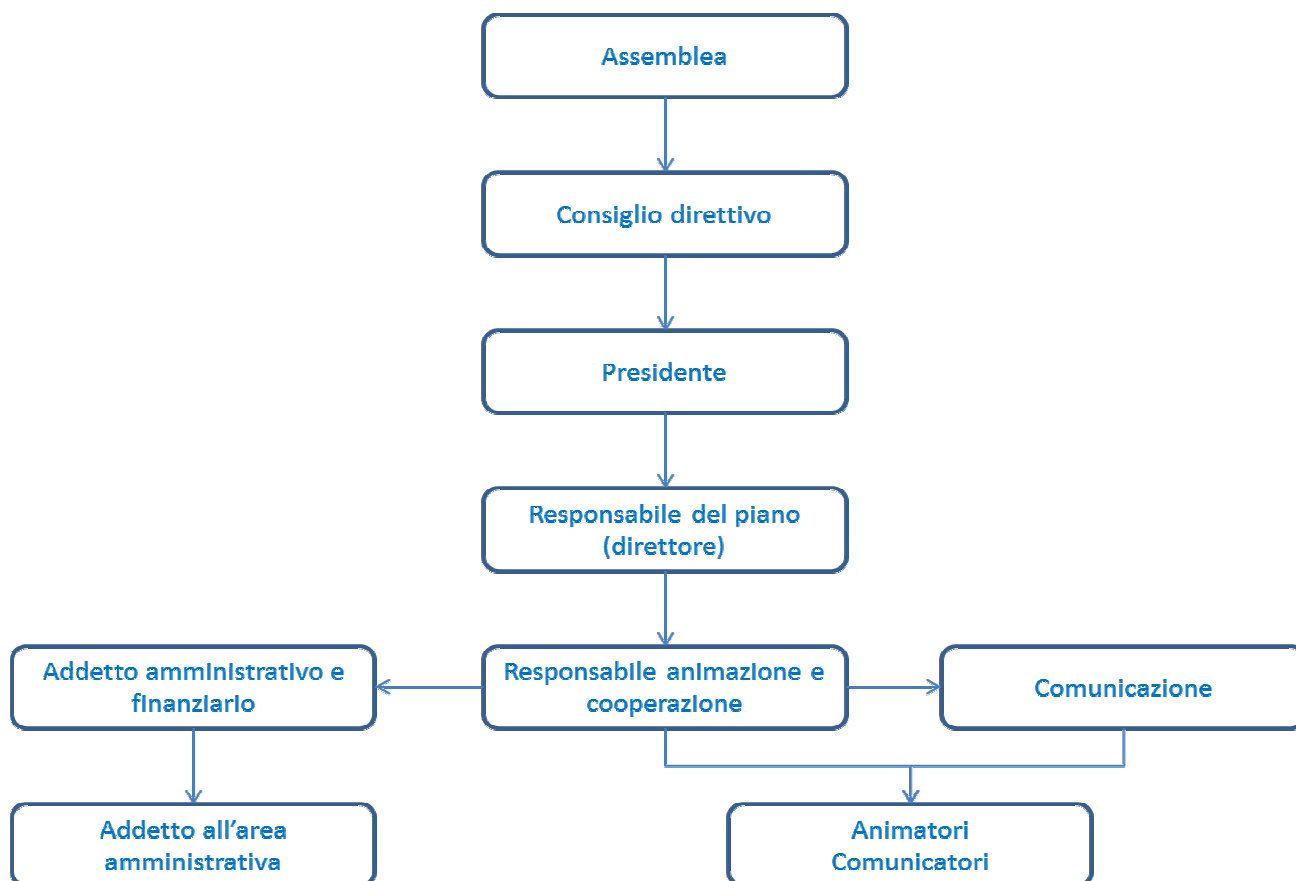 Assemblea
Consiglio direttivo
Presidente
Responsabile del piano
(direttore)
Addetto amministrativo e
finanziario
Responsabile animazione e
cooperazione
Comunicazione
Addetto all'area
amministrativa
Animatori
Comunicatori